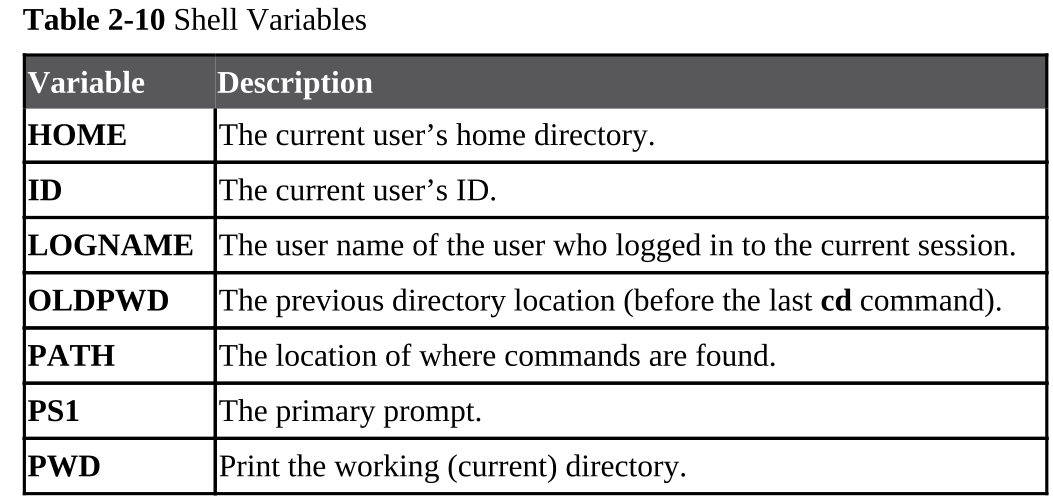 Table 2-10 Shell Variables
Variable Description
HOME The current user’s home directory.
ID The current user’s ID.
LOGNAME The user name of the user who logged in to the current session.
OLDPWD The previous directory location (before the last cd command).
PATH The location of where commands are found.
PS1 The primary prompt.
PWD Print the working (current) directory.